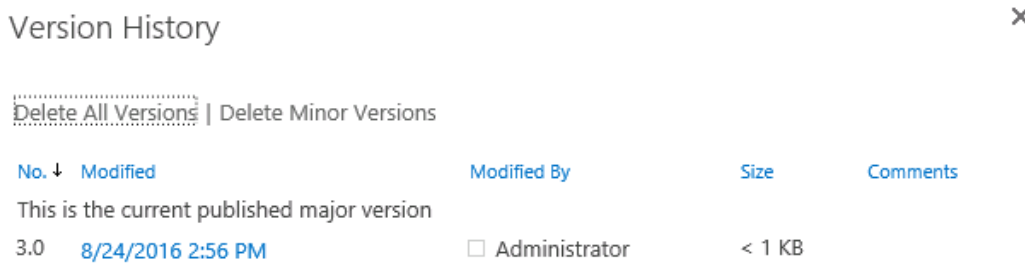 Version History
Delete All Versions | Delete Minor Versions
No. ↓ Modified Modified By Size Comments
This is the current published major version
3.0 8/24/2016 2:56 PM Administrator < 1 KB